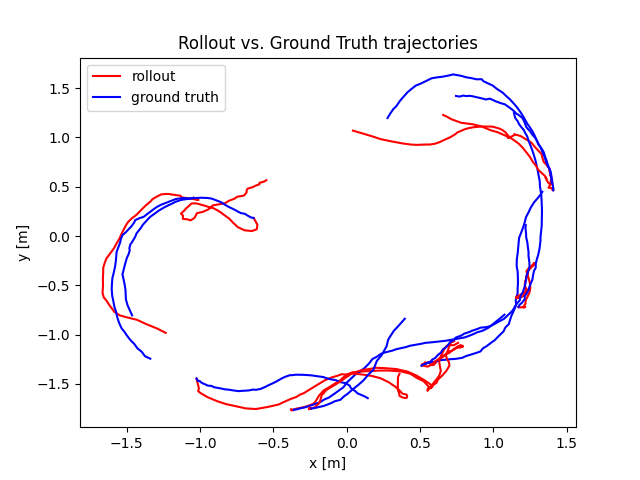 Rollout vs. Ground Truth trajectories
rollout
ground truth
1.5
1.0
0.5
0.0
−0.5
−1.0
−1.5
y [m]
−1.5 −1.0 −0.5 0.0 0.5 1.0 1.5
x [m]